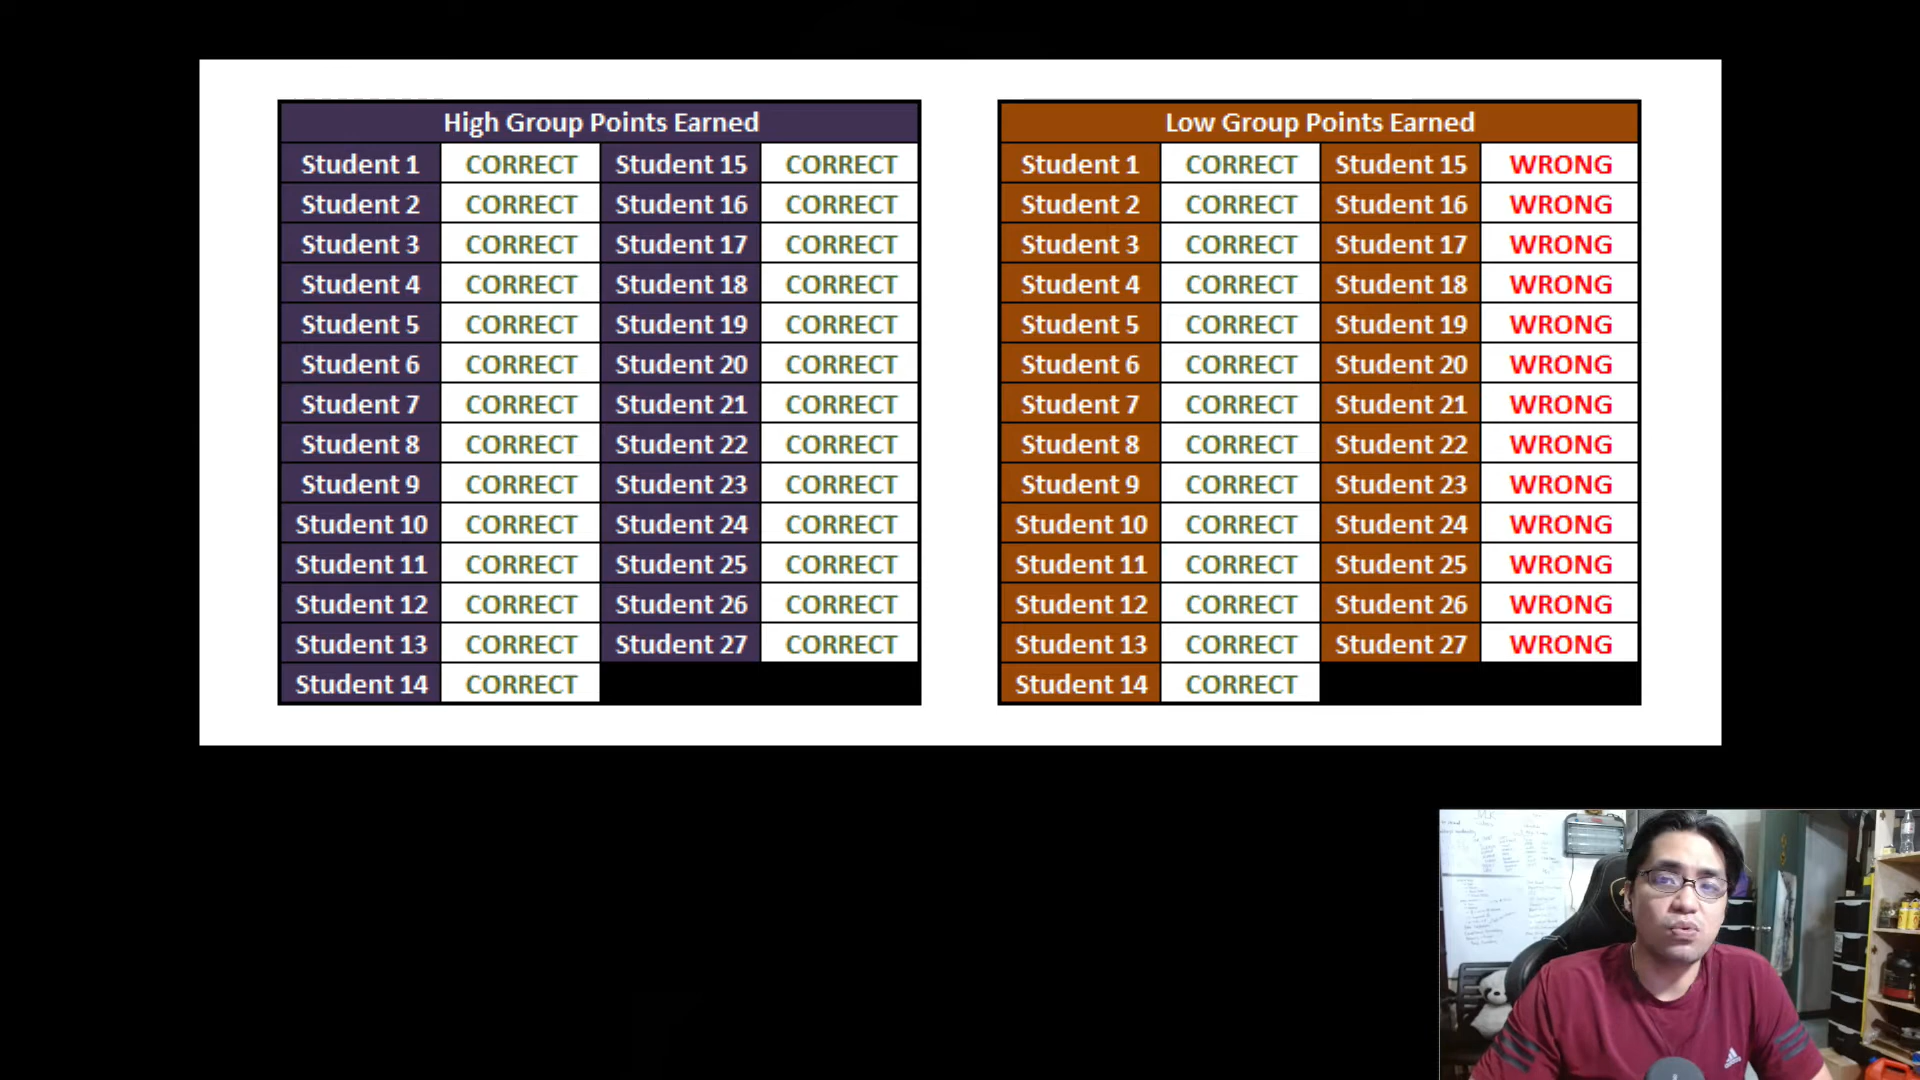 High Group Points Earned
Student 1 CORRECT Student 15 CORRECT
Student 2 CORRECT Student 16 CORRECT
Student 3 CORRECT Student 17 CORRECT
Student 4 CORRECT Student 18 CORRECT
Student 5 CORRECT Student 19 CORRECT
Student 6 CORRECT Student 20 CORRECT
Student 7 CORRECT Student 21 CORRECT
Student 8 CORRECT Student 22 CORRECT
Student 9 CORRECT Student 23 CORRECT
Student 10 CORRECT Student 24 CORRECT
Student 11 CORRECT Student 25 CORRECT
Student 12 CORRECT Student 26 CORRECT
Student 13 CORRECT Student 27 CORRECT
Student 14 CORRECT
Low Group Points Earned
Student 1 CORRECT Student 15 WRONG
Student 2 CORRECT Student 16 WRONG
Student 3 CORRECT Student 17 WRONG
Student 4 CORRECT Student 18 WRONG
Student 5 CORRECT Student 19 WRONG
Student 6 CORRECT Student 20 WRONG
Student 7 CORRECT Student 21 WRONG
Student 8 CORRECT Student 22 WRONG
Student 9 CORRECT Student 23 WRONG
Student 10 CORRECT Student 24 WRONG
Student 11 CORRECT Student 25 WRONG
Student 12 CORRECT Student 26 WRONG
Student 13 CORRECT Student 27 WRONG
Student 14 CORRECT